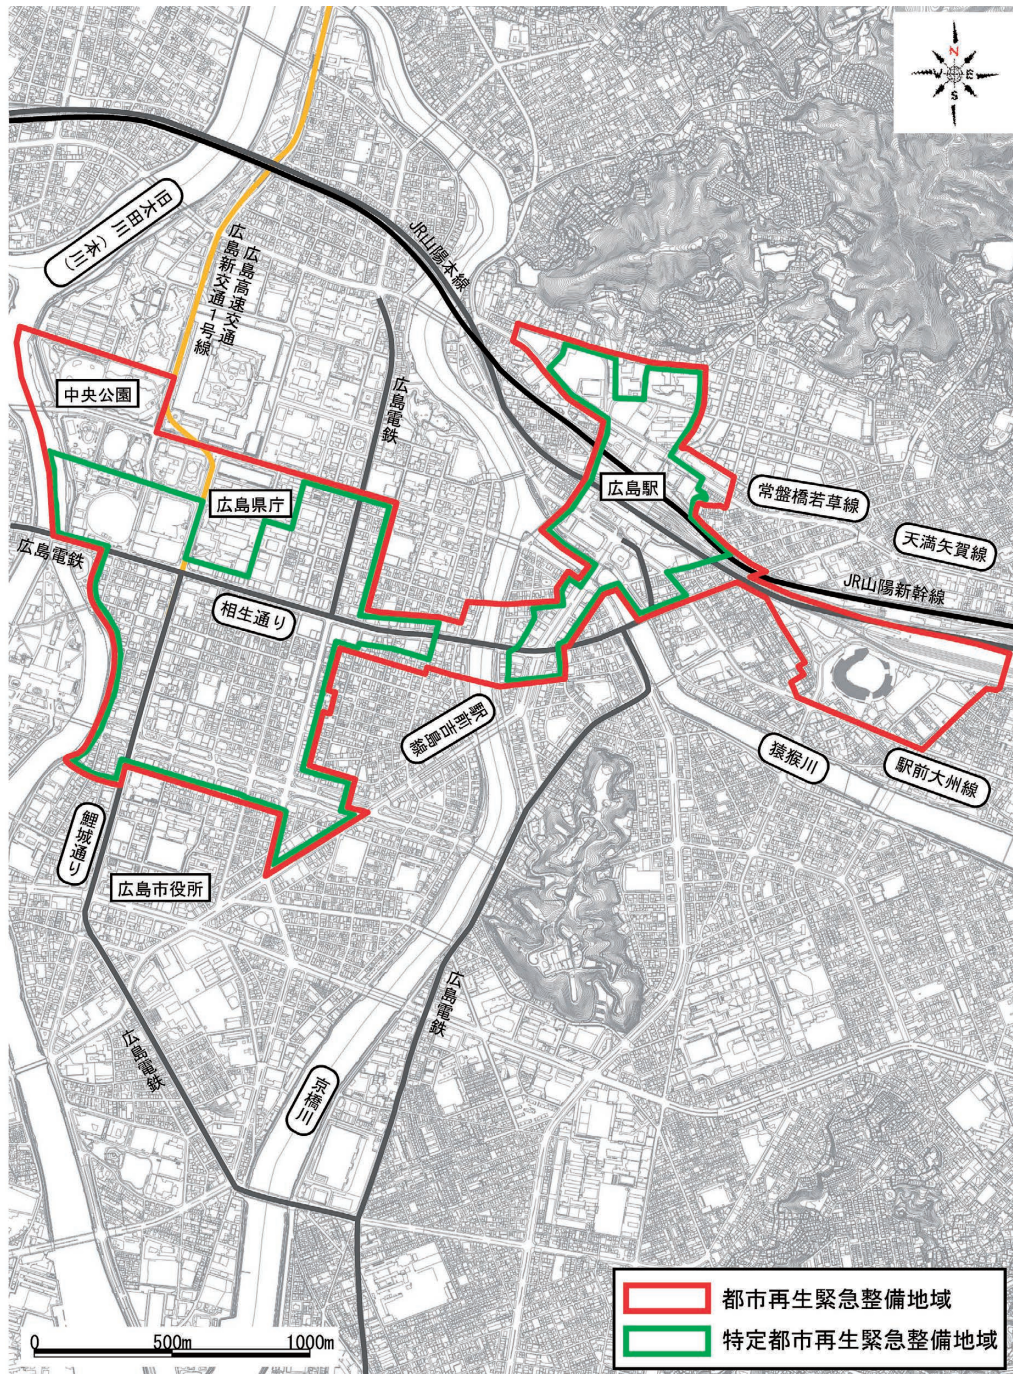 N
W E
S
旧太田川(本川)
広島高速交通
広島新交通1号線
JR山陽本線
中央公園
広島電鉄
広島県庁
広島駅
常盤橋若草線
天満矢賀線
広島電鉄
JR山陽新幹線
相生通り
駅前吉島線
猿猴川
駅前大州線
鯉城通り
広島市役所
広島電鉄
広島電鉄
京橋川
都市再生緊急整備地域
特定都市再生緊急整備地域
0 500m 1000m